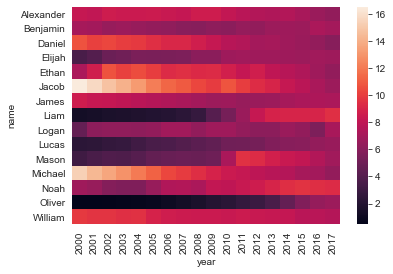 Alexander
Benjamin
Daniel
Elijah
Ethan
Jacob
James
Liam
Logan
Lucas
Mason
Michael
Noah
Oliver
William
name
2000 2001 2002 2003 2004 2005 2006 2007 2008 2009 2010 2011 2012 2013 2014 2015 2016 2017
year
16
14
12
10
8
6
4
2